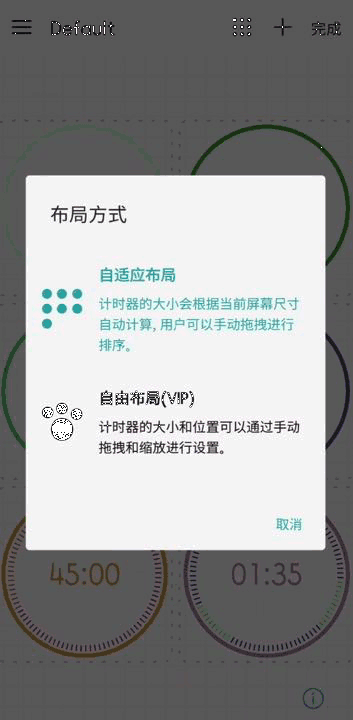 Default
完成
布局方式
自适应布局
计时器的大小会根据当前屏幕尺寸
自动计算, 用户可以手动拖拽进行
排序。
自由布局(VIP)
计时器的大小和位置可以通过手动
拖拽和缩放进行设置。
取消
45:00
01:35